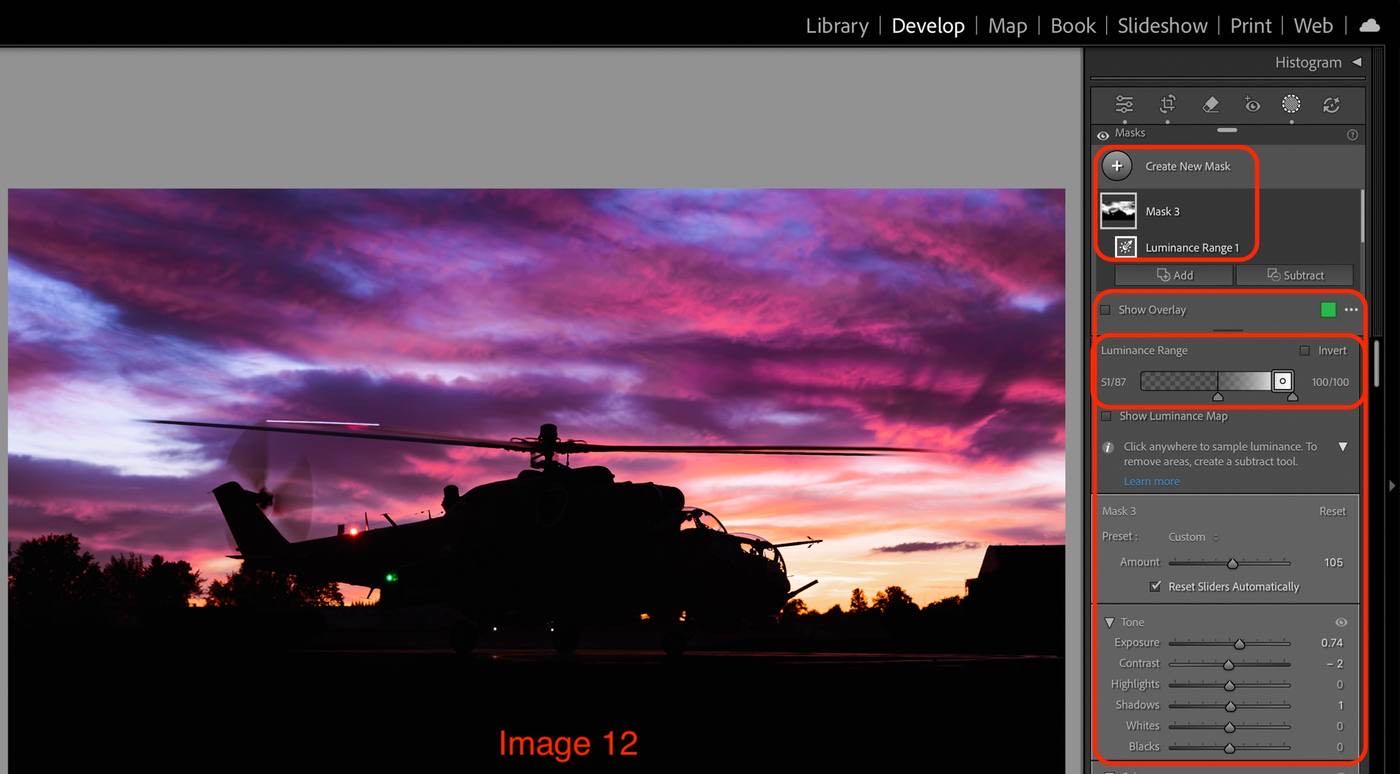 Library | Develop | Map | Book | Slideshow | Print | Web |
Histogram
Masks
Create New Mask
Mask 3
Luminance Range 1
Add Subtract
Show Overlay
Luminance Range Invert
51/87 100/100
Show Luminance Map
Click anywhere to sample luminance. To
remove areas, create a subtract tool.
Learn more
Mask 3 Reset
Preset : Custom
Amount 105
Reset Sliders Automatically
Tone
Exposure 0.74
Contrast – 2
Highlights 0
Shadows 1
Whites 0
Blacks 0
Image 12